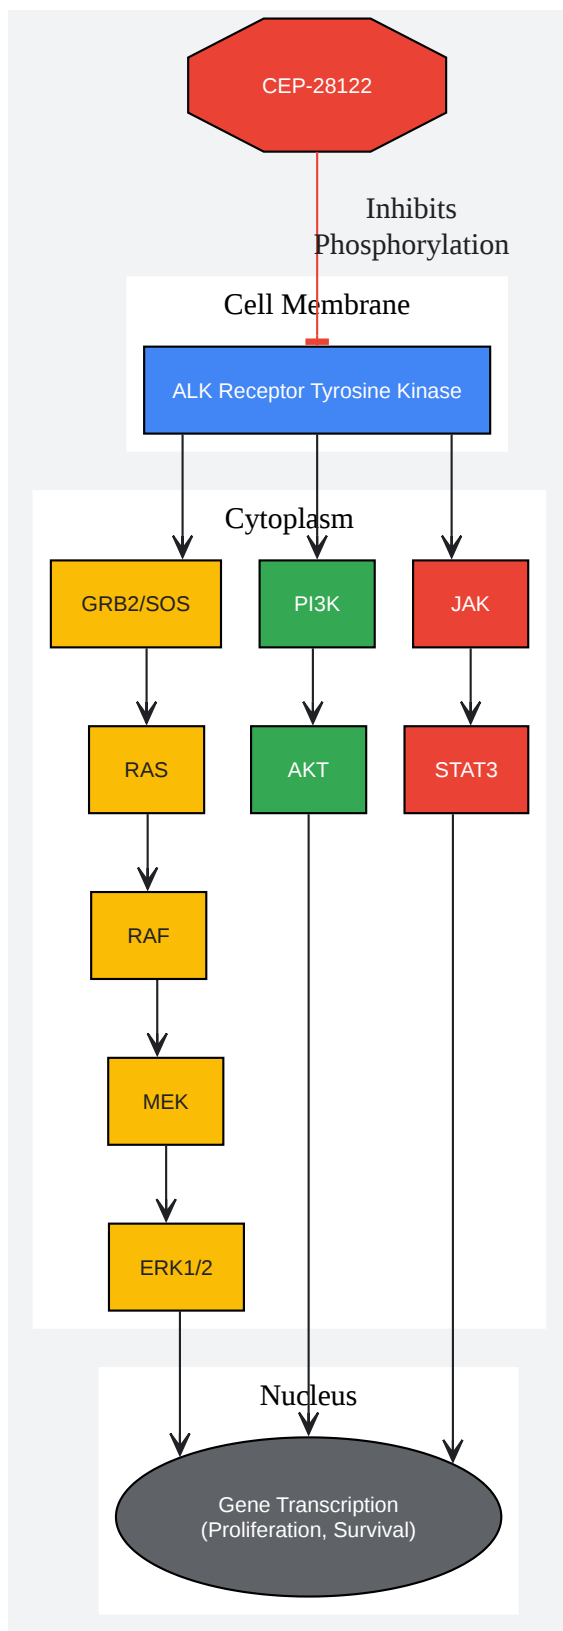 CEP-28122
Inhibits
Phosphorylation
Cell Membrane
ALK Receptor Tyrosine Kinase
Cytoplasm
GRB2/SOS
PI3K
JAK
RAS
AKT
STAT3
RAF
MEK
ERK1/2
Nucleus
Gene Transcription
(Proliferation, Survival)